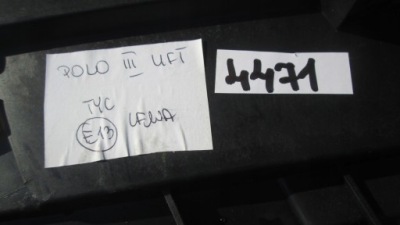 POLO III LIFT
4471
TYC
E13 LEWA